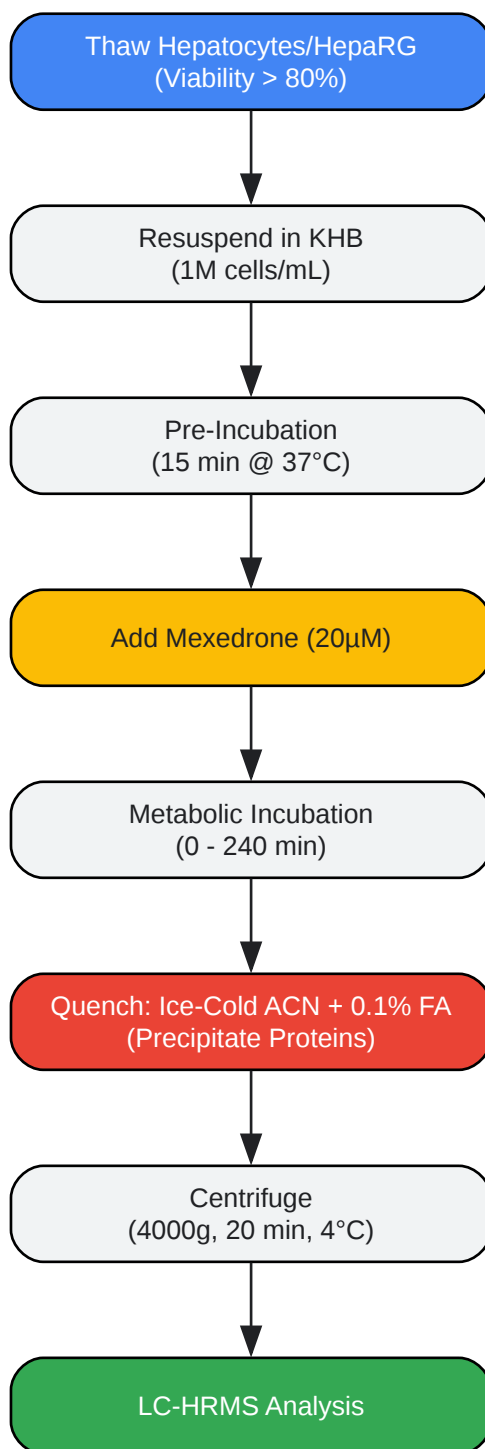 Thaw Hepatocytes/HepaRG
(Viability > 80%)
Resuspend in KHB
(1M cells/mL)
Pre-Incubation
(15 min @ 37°C)
Add Mexedrone (20µM)
Metabolic Incubation
(0 - 240 min)
Quench: Ice-Cold ACN + 0.1% FA
(Precipitate Proteins)
Centrifuge
(4000g, 20 min, 4°C)
LC-HRMS Analysis